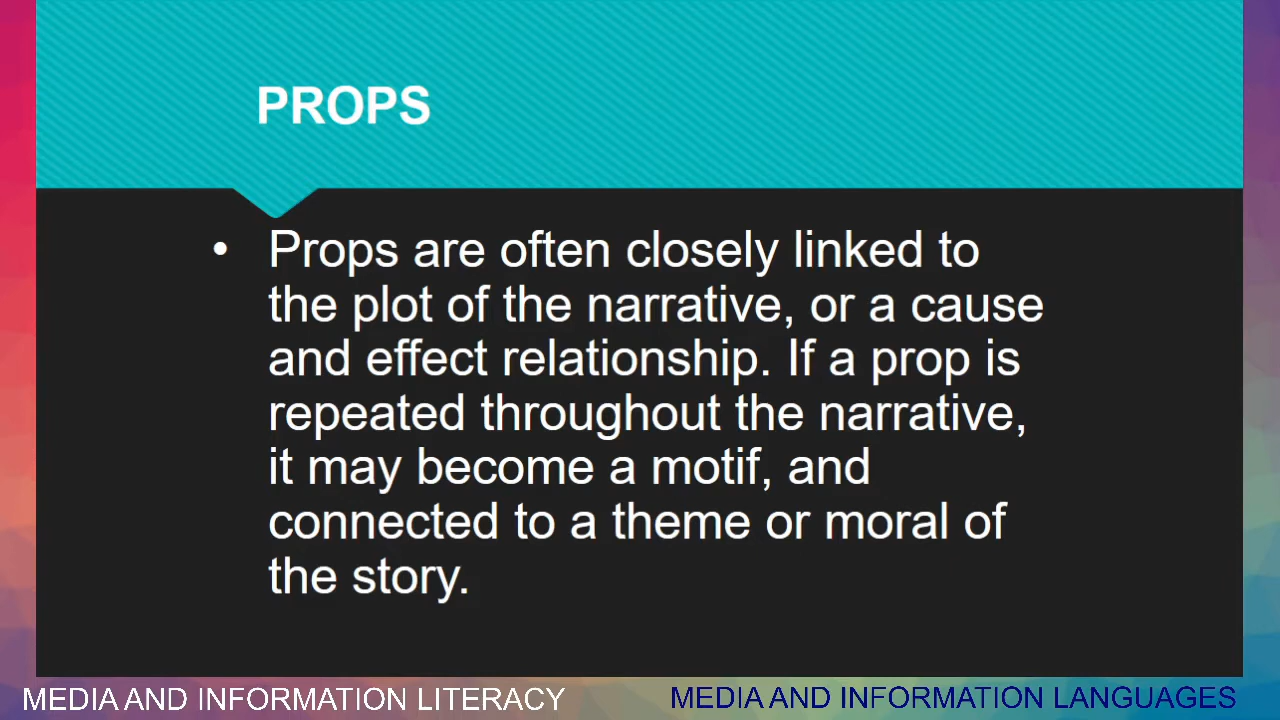 PROPS
• Props are often closely linked to
the plot of the narrative, or a cause
and effect relationship. If a prop is
repeated throughout the narrative,
it may become a motif, and
connected to a theme or moral of
the story.
MEDIA AND INFORMATION LITERACY
MEDIA AND INFORMATION LANGUAGES